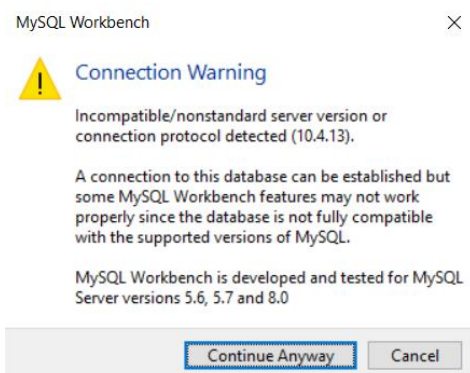 MySQL Workbench
Connection Warning
Incompatible/nonstandard server version or
connection protocol detected (10.4.13).
A connection to this database can be established but
some MySQL Workbench features may not work
properly since the database is not fully compatible
with the supported versions of MySQL.
MySQL Workbench is developed and tested for MySQL
Server versions 5.6, 5.7 and 8.0
Continue Anyway Cancel